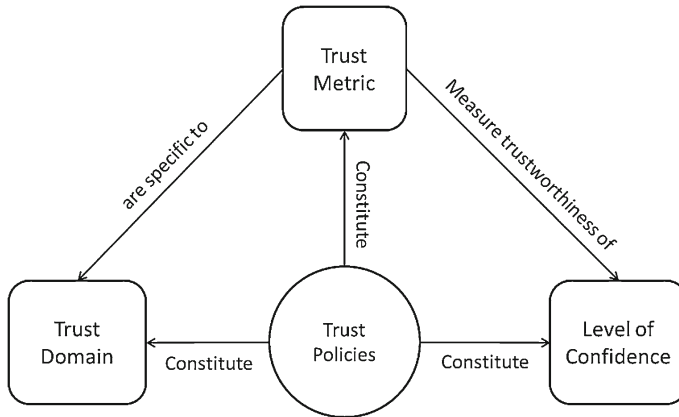 Trust
Metric
are specific to
Measure trustworthiness of
Constitute
Trust
Domain
Constitute
Trust
Policies
Constitute
Level of
Confidence